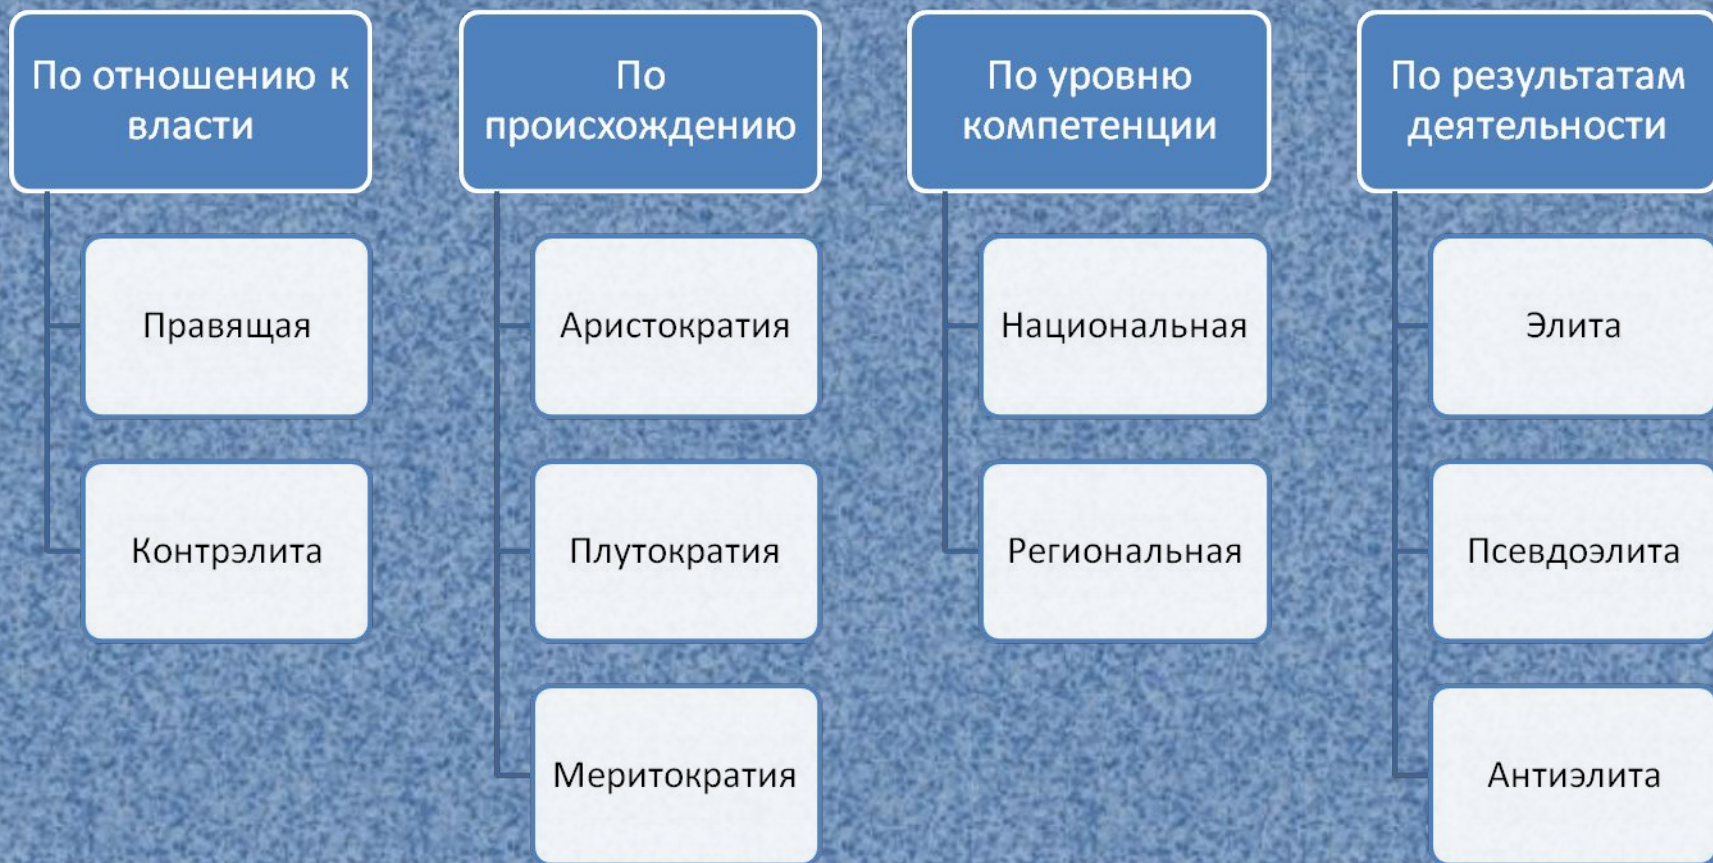 По отношению к
власти
Правящая
Контрэлита
По
происхождению
Аристократия
Плутократия
Меритократия
По уровню
компетенции
Национальная
Региональная
По результатам
деятельности
Элита
Псевдоэлита
Антиэлита